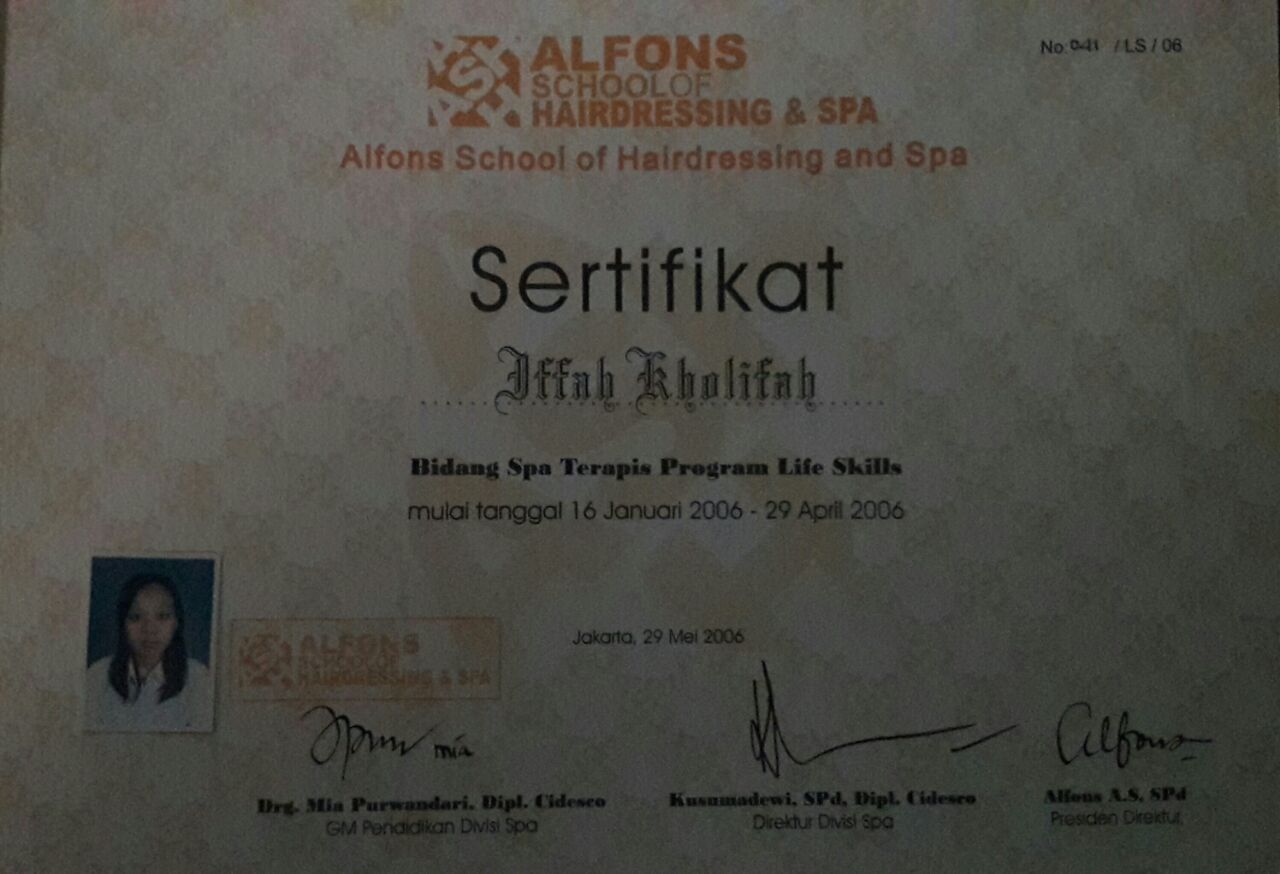 No. 041 / LS / 06
ALFONS
SCHOOL OF
HAIRDRESSING & SPA
Alfons School of Hairdressing and Spa
Sertifikat
Iffah Kholifah
Bidang Spa Terapis Program Life Skills
mulai tanggal 16 Januari 2006 - 29 April 2006
ALFONS
SCHOOL OF
HAIRDRESSING & SPA
Jakarta, 29 Mei 2006
mia
Alfons
Drg. Mia Purwandari, Dipl. Cidesco
GM Pendidikan Divisi Spa
Kusumadewi, SPd, Dipl. Cidesco
Direktur Divisi Spa
Alfons A.S, SPd
Presiden Direktur